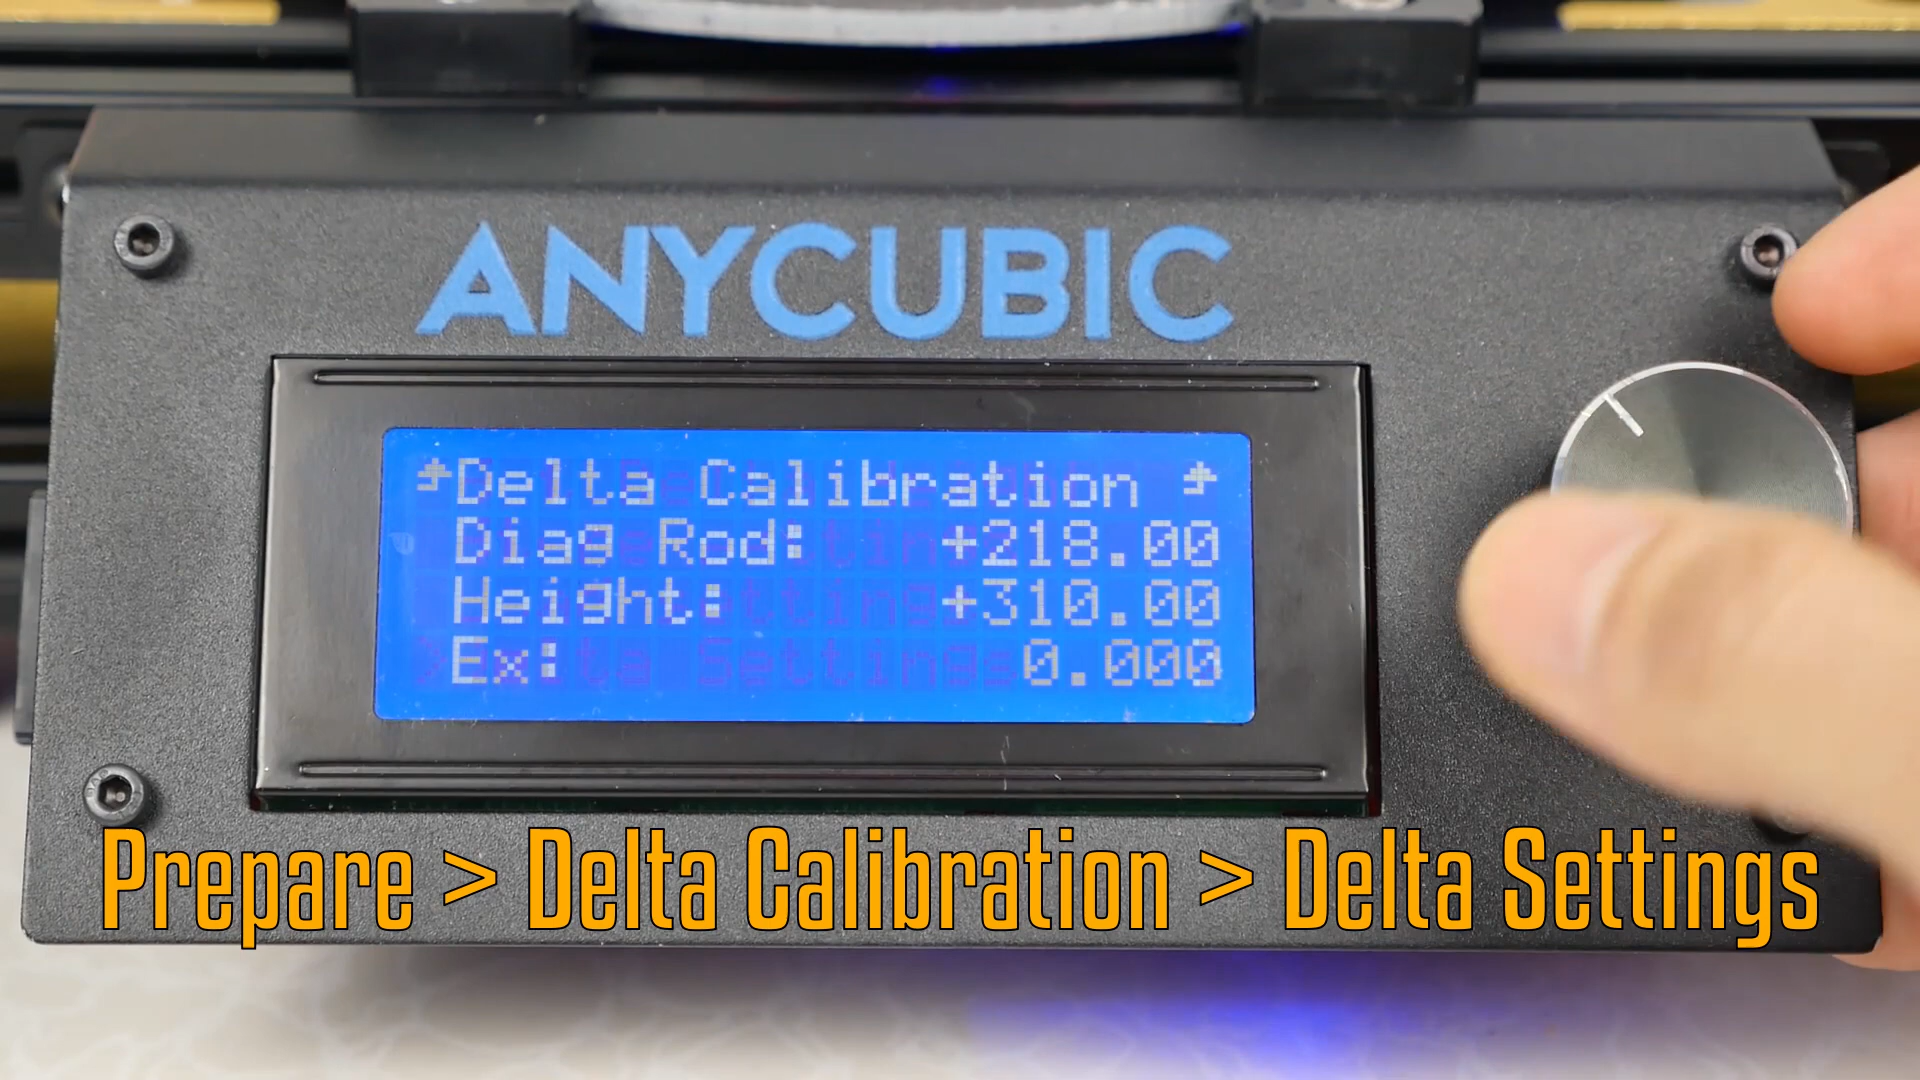 ANYCUBIC
Delta Calibration
Diag Rod: +218.00
Height: +310.00
Ex: 0.000
Prepare > Delta Calibration > Delta Settings